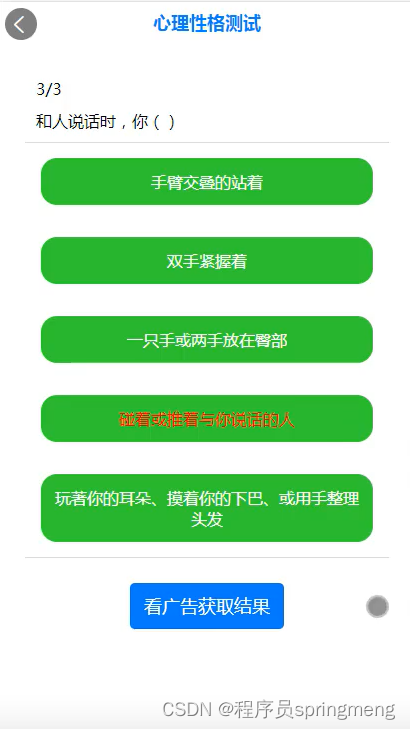 心理性格测试
3/3
和人说话时，你（ ）
手臂交叠的站着
双手紧握着
一只手或两手放在臀部
碰着或推着与你说话的人
玩著你的耳朵、摸着你的下巴、或用手整理
头发
看广告获取结果
CSDN @程序员springmeng